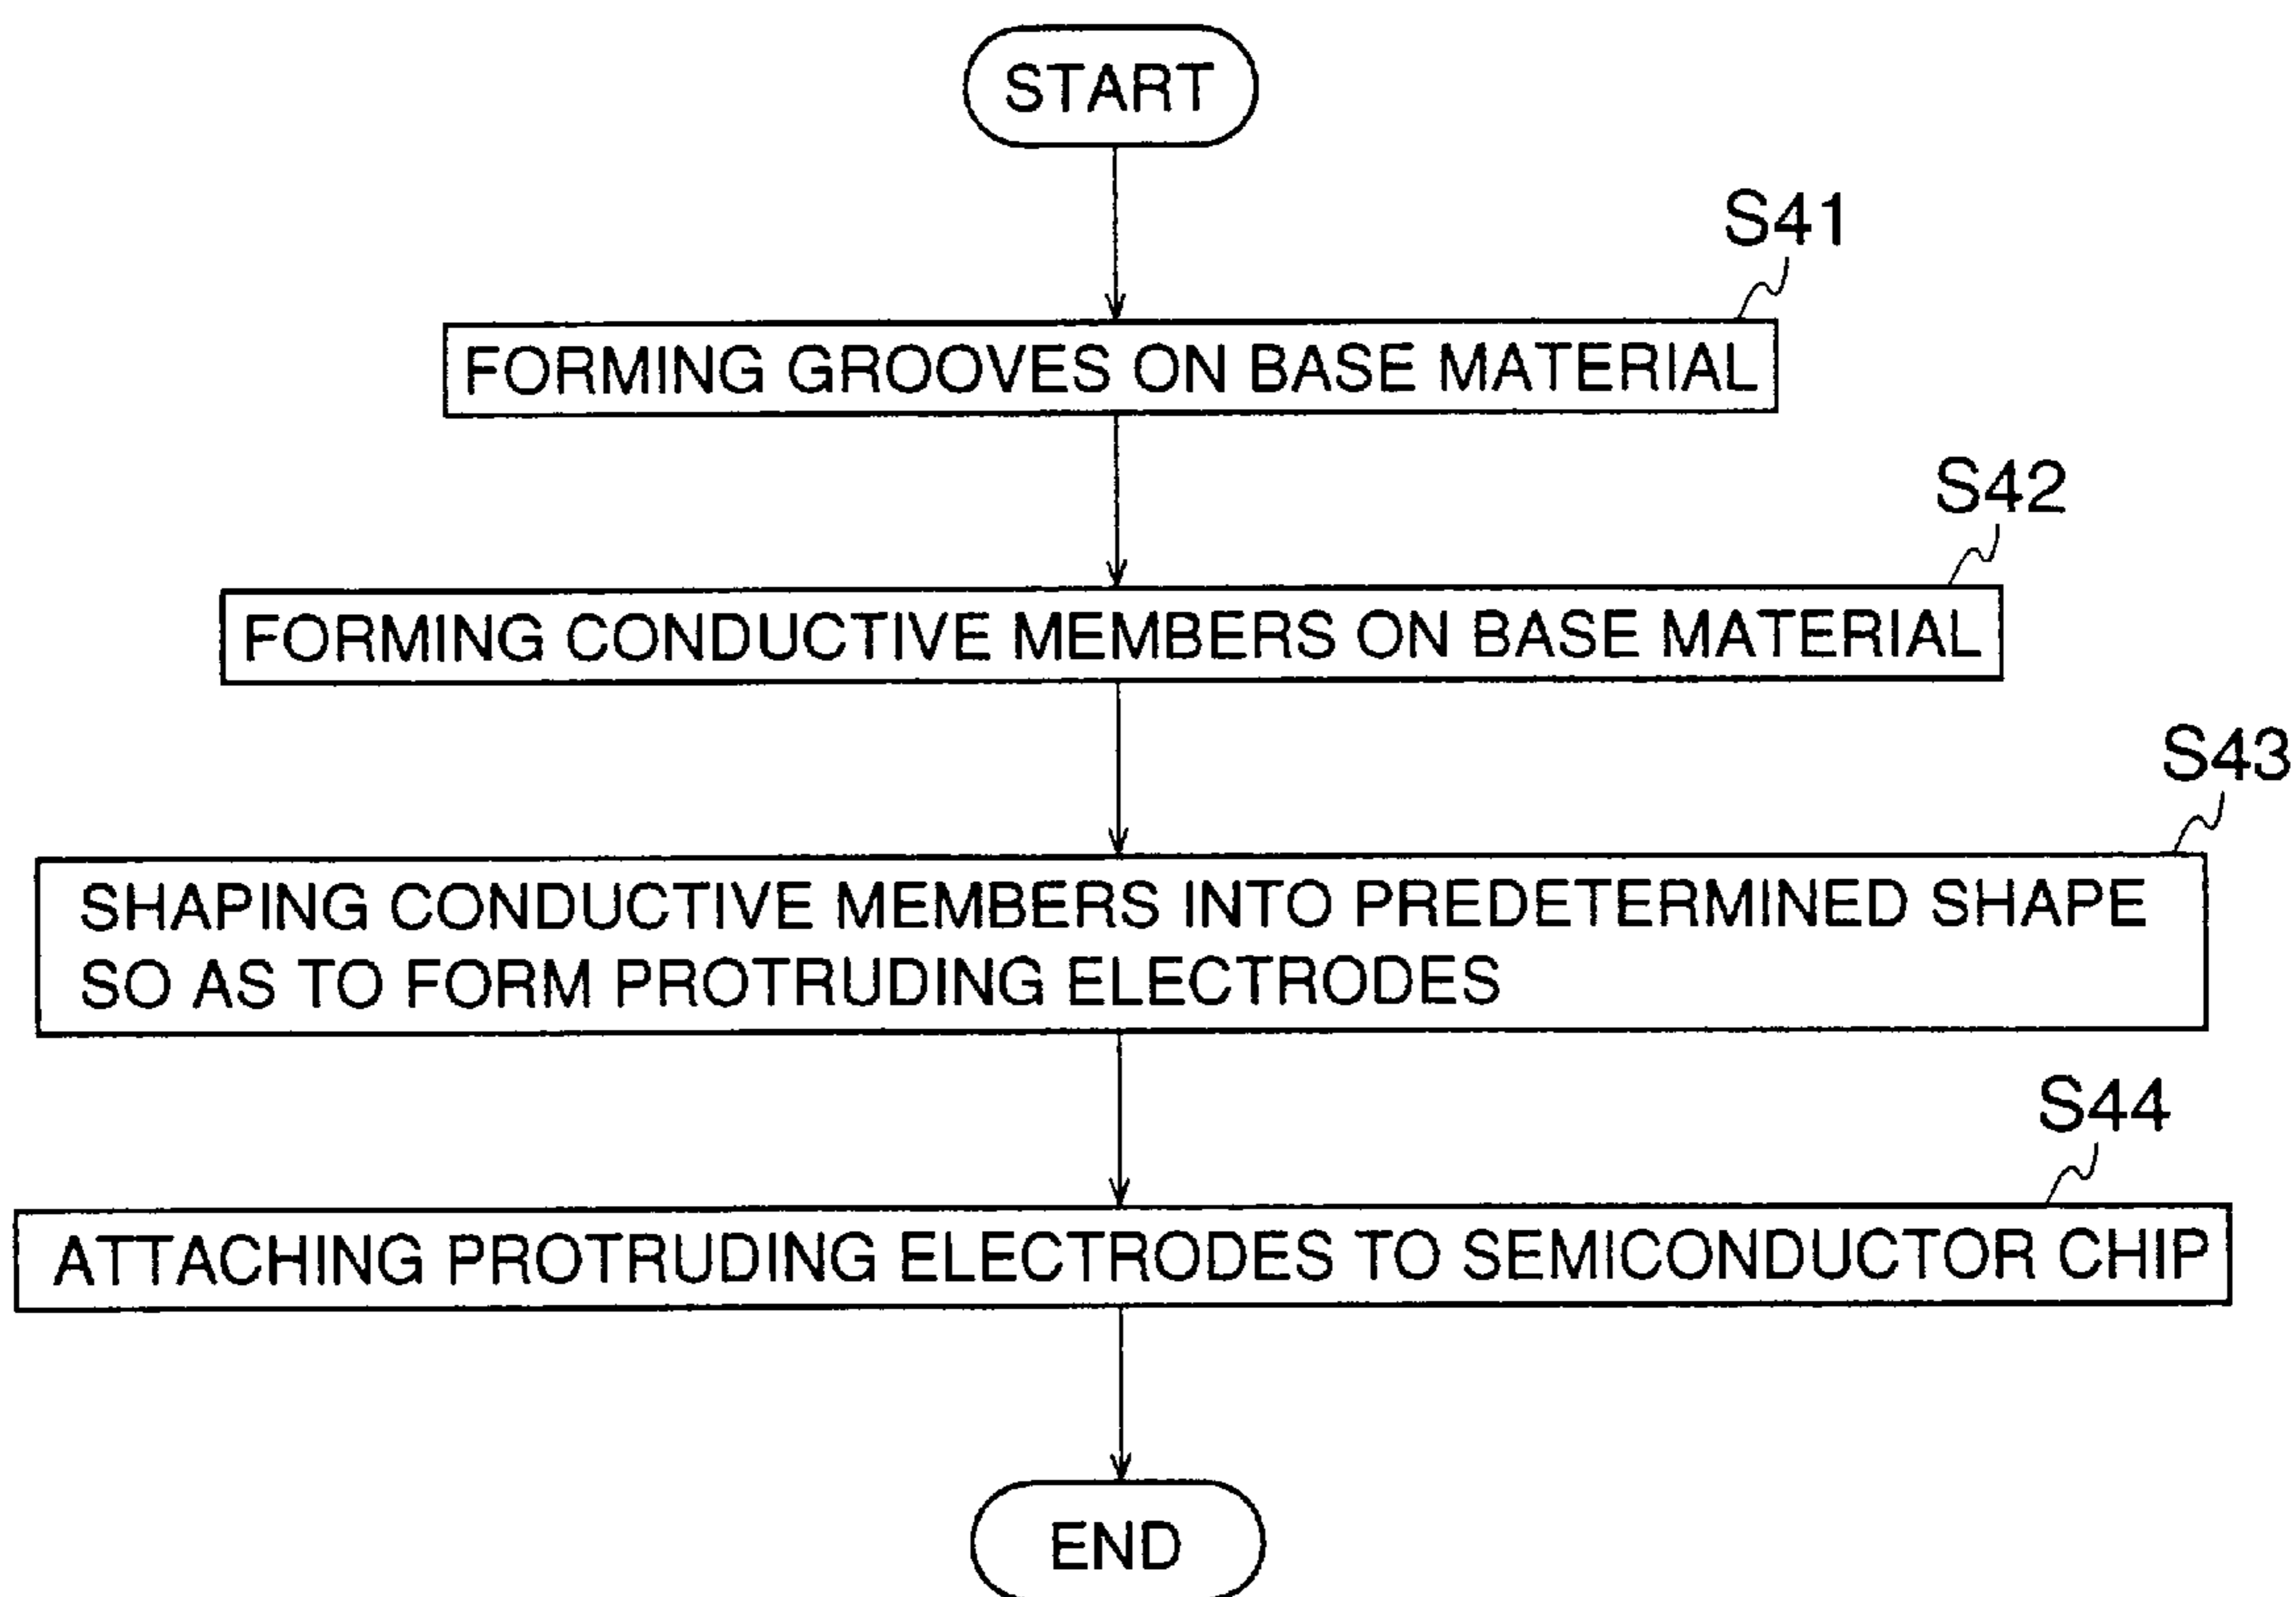 START
S41
FORMING GROOVES ON BASE MATERIAL
S42
FORMING CONDUCTIVE MEMBERS ON BASE MATERIAL
S43
SHAPING CONDUCTIVE MEMBERS INTO PREDETERMINED SHAPE
SO AS TO FORM PROTRUDING ELECTRODES
S44
ATTACHING PROTRUDING ELECTRODES TO SEMICONDUCTOR CHIP
END